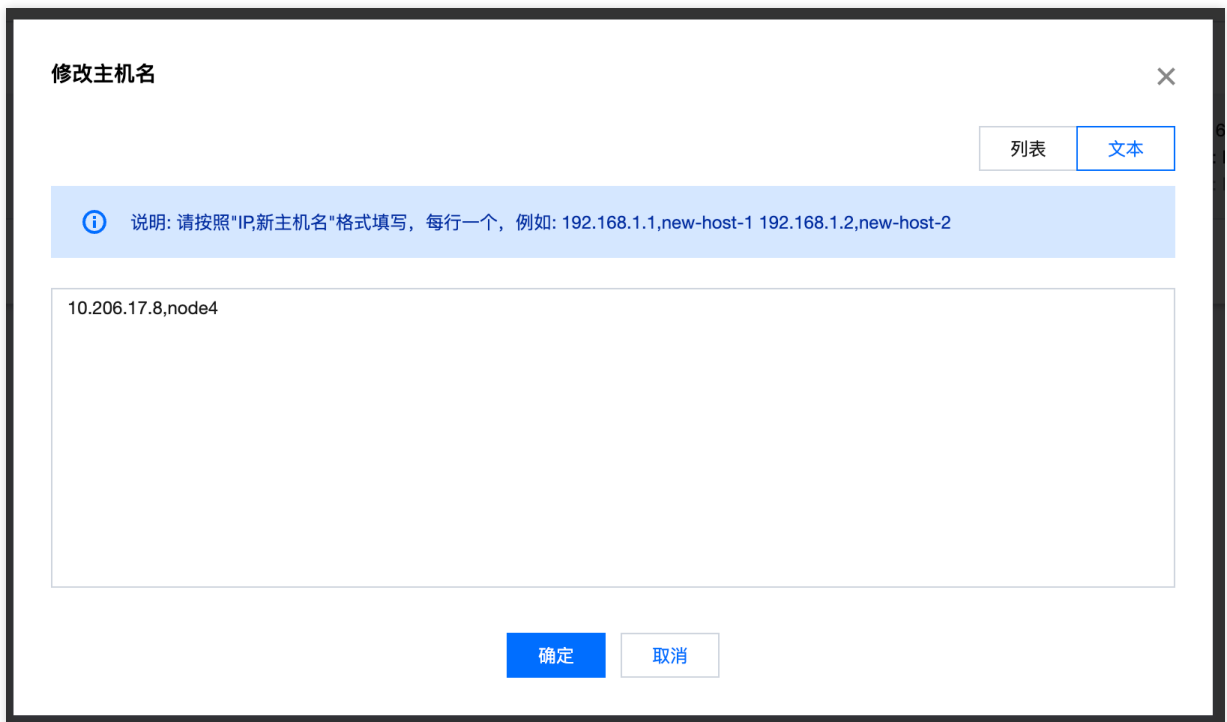 修改主机名
列表 文本
说明: 请按照"IP,新主机名"格式填写，每行一个，例如: 192.168.1.1,new-host-1 192.168.1.2,new-host-2
10.206.17.8,node4
确定 取消